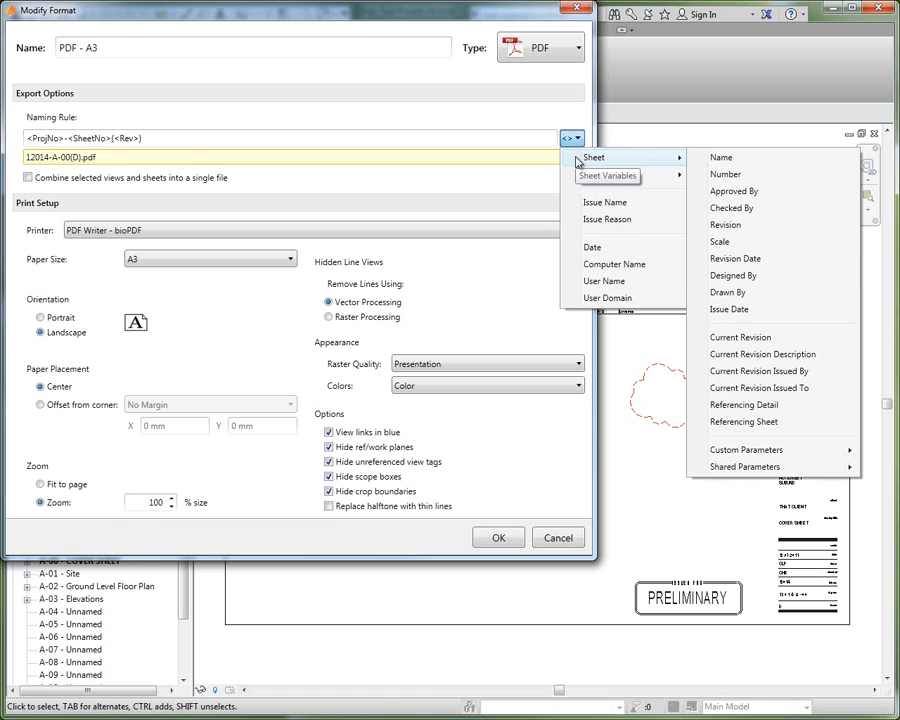 Modify Format
Sign In
Name: PDF - A3 Type: PDF
Export Options
Naming Rule:
<ProjNo>-<SheetNo>(<Rev>)
<>
12014-A-00(D).pdf
Combine selected views and sheets into a single file
Print Setup
Printer: PDF Writer - bioPDF
Paper Size: A3
Orientation
Portrait
Landscape
A
Paper Placement
Center
Offset from corner: No Margin
X 0 mm Y 0 mm
Zoom
Fit to page
Zoom: 100 % size
Hidden Line Views
Remove Lines Using:
Vector Processing
Raster Processing
Appearance
Raster Quality: Presentation
Colors: Color
Options
View links in blue
Hide ref/work planes
Hide unreferenced view tags
Hide scope boxes
Hide crop boundaries
Replace halftone with thin lines
OK Cancel
Sheet
Sheet Variables
Issue Name
Issue Reason
Date
Computer Name
User Name
User Domain
Name
Number
Approved By
Checked By
Revision
Scale
Revision Date
Designed By
Drawn By
Issue Date
Current Revision
Current Revision Description
Current Revision Issued By
Current Revision Issued To
Referencing Detail
Referencing Sheet
Custom Parameters
Shared Parameters
SUBURB
THAT CLIENT
COVER SHEET
ISSUED FOR
PRELIMINARY
A-00 - COVER SHEET
A-01 - Site
A-02 - Ground Level Floor Plan
A-03 - Elevations
A-04 - Unnamed
A-05 - Unnamed
A-06 - Unnamed
A-07 - Unnamed
A-08 - Unnamed
A-09 - Unnamed
Click to select, TAB for alternates, CTRL adds, SHIFT unselects.
:0
Main Model